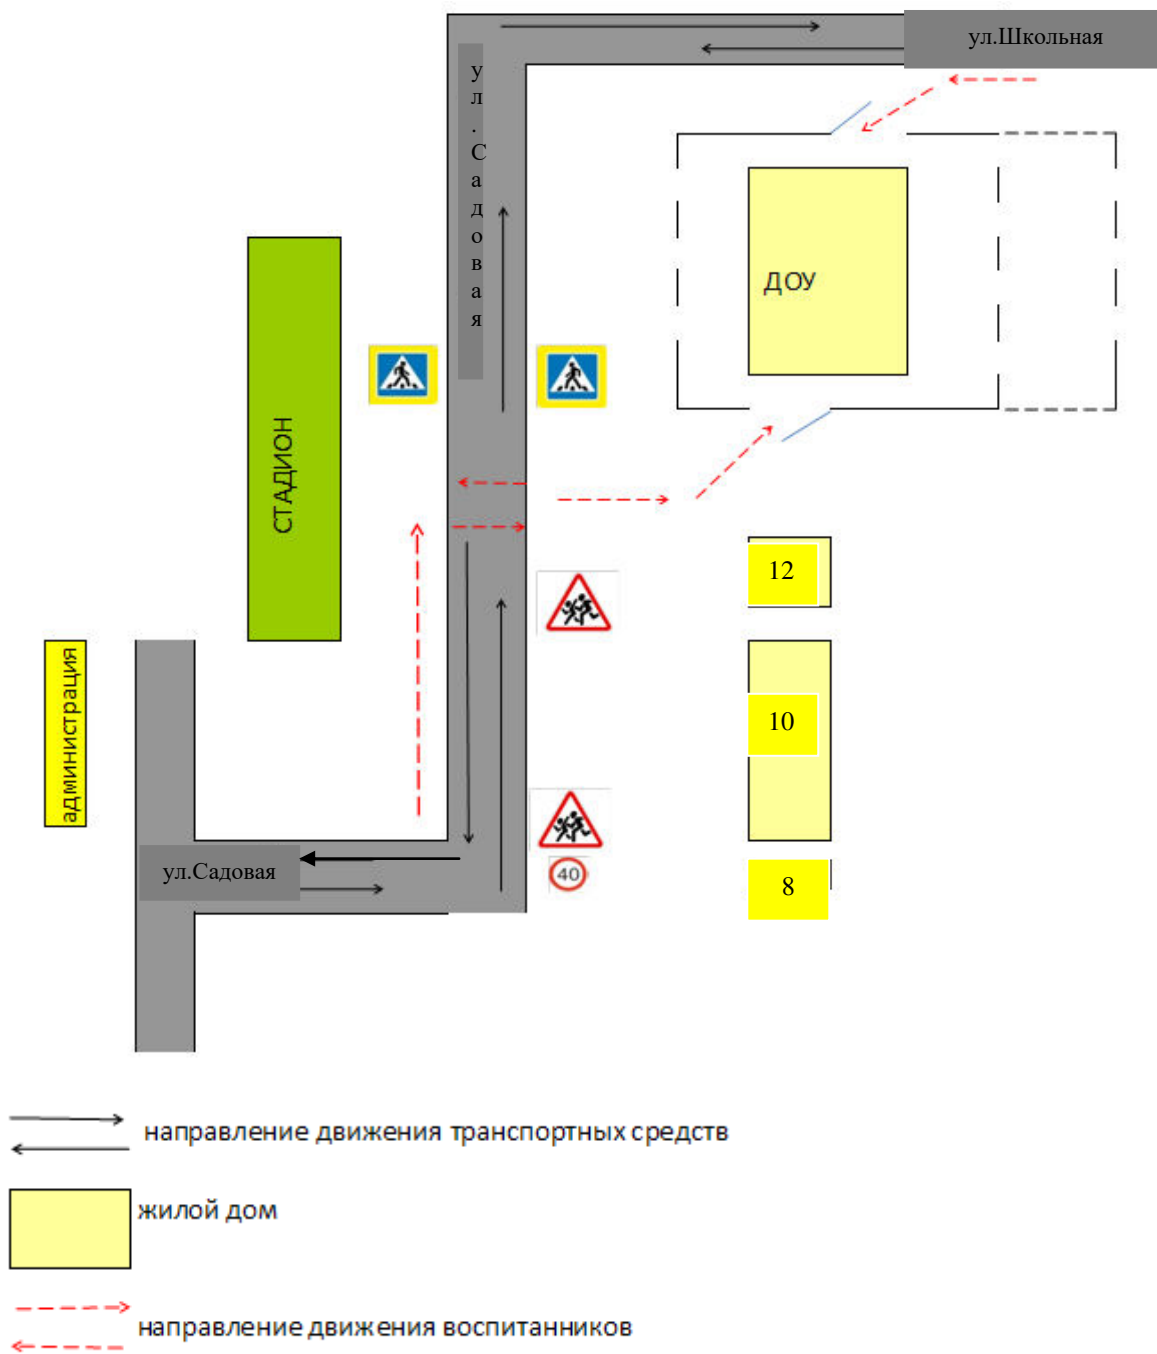 ул.Школьная
ул.Садовая
ДОУ
СТАДИОН
12
администрация
10
40
ул.Садовая
8
направление движения транспортных средств
жилой дом
направление движения воспитанников